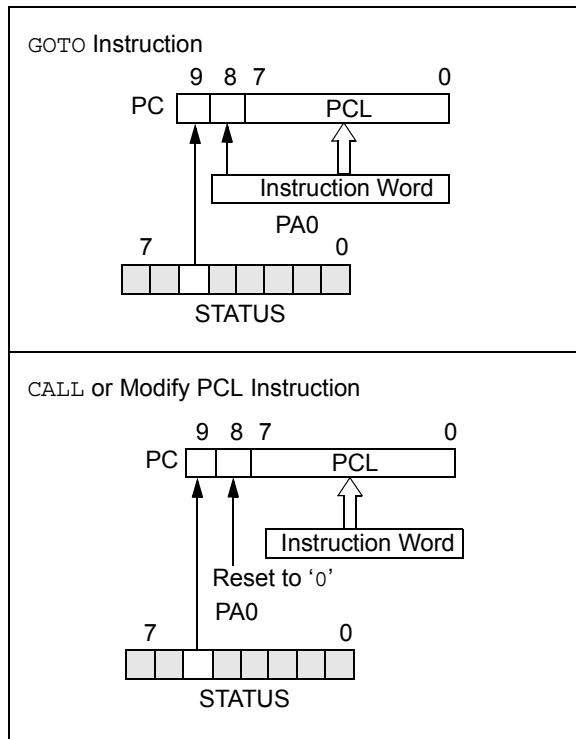 GOTO Instruction
9 8 7 0
PC PCL
Instruction Word
PA0
7 0
STATUS
CALL or Modify PCL Instruction
9 8 7 0
PC PCL
Instruction Word
Reset to ‘0’
PA0
7 0
STATUS